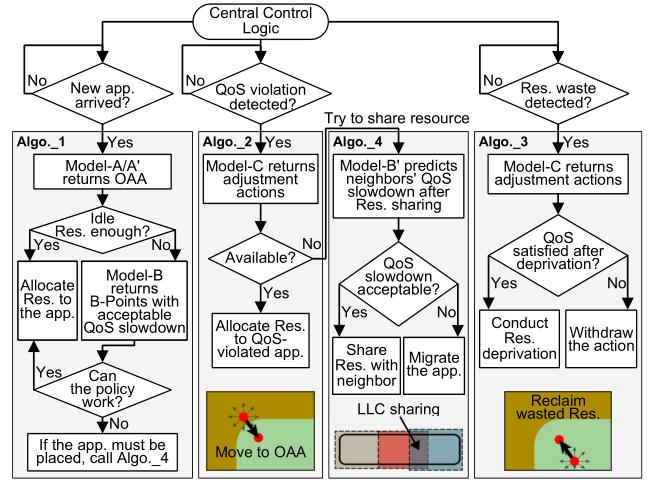 Central Control
Logic
No
New app.
arrived?
No
QoS violation
detected?
No
Res. waste
detected?
Try to share resource
Algo._1
Yes
Model-A/A'
returns OAA
Idle
Res. enough?
Yes
No
Allocate
Res. to
the app.
Model-B
returns
B-Points with
acceptable
QoS slowdown
Yes
Can
the policy
work?
No
If the app. must be
placed, call Algo._4
Algo._2
Yes
Model-C returns
adjustment
actions
No
Available?
Yes
Allocate Res.
to QoS-
violated app.
Move to OAA
Algo._4
Model-B' predicts
neighbors' QoS
slowdown after
Res. sharing
QoS
slowdown
acceptable?
Yes
No
Share
Res. with
neighbor
Migrate
the app.
LLC sharing
Algo._3
Yes
Model-C returns
adjustment actions
QoS
satisfied after
deprivation?
Yes
No
Conduct
Res.
deprivation
Withdraw
the action
Reclaim
wasted Res.